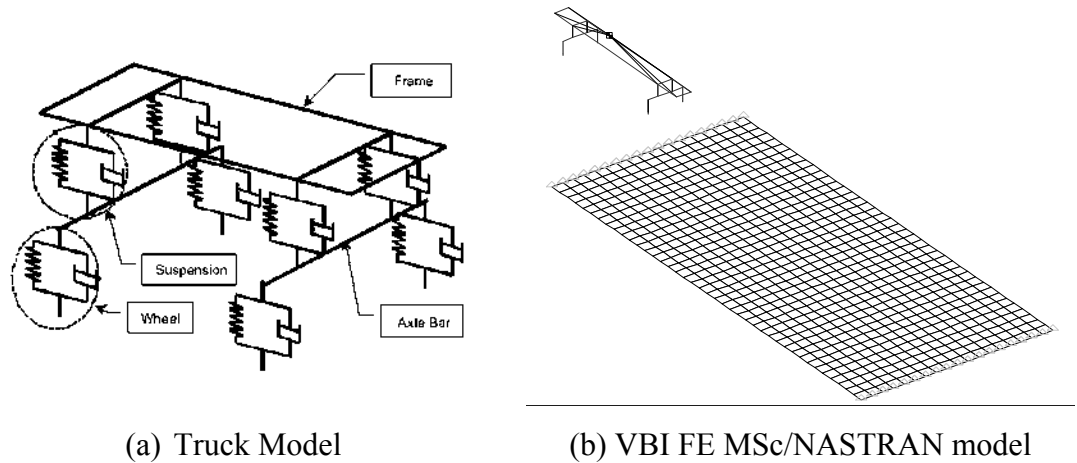 Frame
Suspension
Wheel
Axle Bar
(a) Truck Model
(b) VBI FE MSc/NASTRAN model